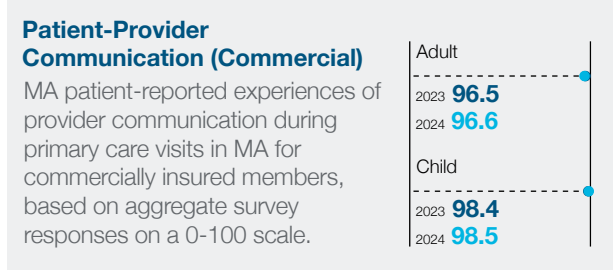 Patient-Provider
Communication (Commercial)
MA patient-reported experiences of
provider communication during
primary care visits in MA for
commercially insured members,
based on aggregate survey
responses on a 0-100 scale.
Adult
2023 96.5
2024 96.6
Child
2023 98.4
2024 98.5